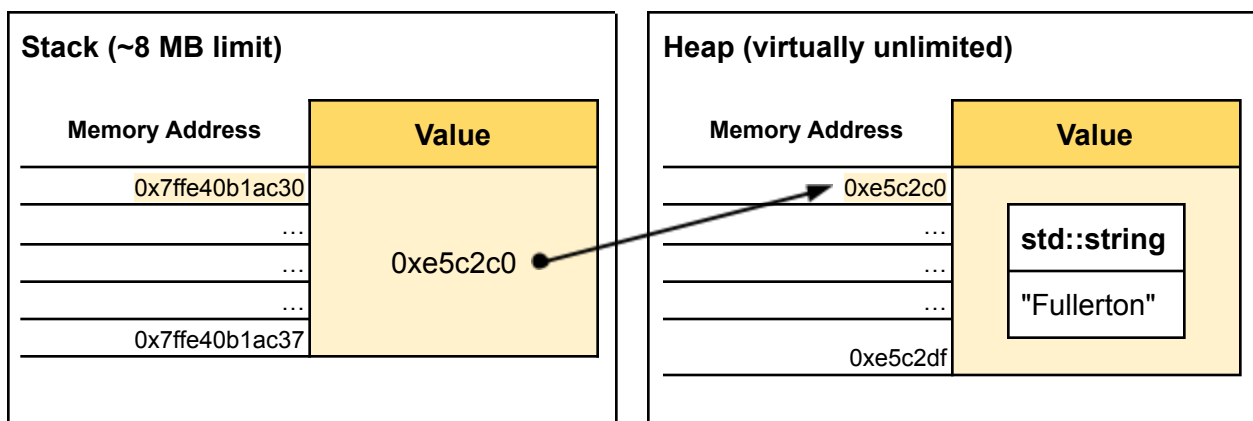 Stack (~8 MB limit)
Memory Address
Value
0x7ffe40b1ac30
…
…
…
0x7ffe40b1ac37
0xe5c2c0
Heap (virtually unlimited)
Memory Address
Value
0xe5c2c0
…
…
…
0xe5c2df
std::string
"Fullerton"